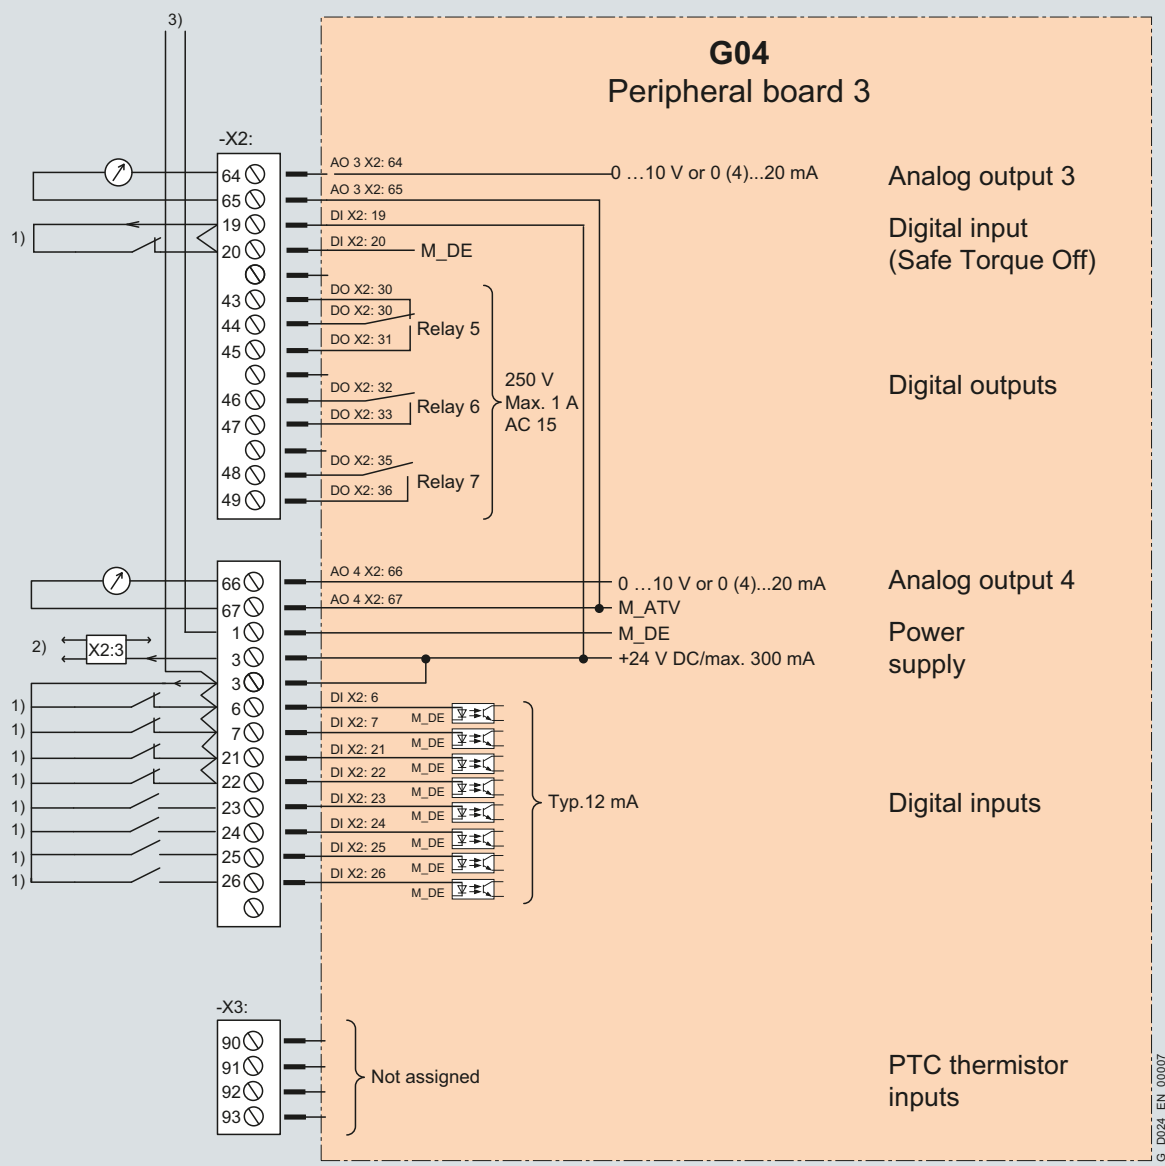 3)
G04
Peripheral board 3
-X2:
64 AO 3 X2: 64 0 …10 V or 0 (4)...20 mA Analog output 3
65 AO 3 X2: 65
1) 19 DI X2: 19 Digital input
20 DI X2: 20 M_DE (Safe Torque Off)
43 DO X2: 30
44 DO X2: 30 Relay 5
45 DO X2: 31
250 V
46 DO X2: 32 Relay 6 Max. 1 A Digital outputs
47 DO X2: 33 AC 15
48 DO X2: 35 Relay 7
49 DO X2: 36
66 AO 4 X2: 66 0 …10 V or 0 (4)...20 mA Analog output 4
67 AO 4 X2: 67 M_ATV
1 M_DE Power
2) X2:3 3 +24 V DC/max. 300 mA supply
3
1) 6 DI X2: 6 M_DE
1) 7 DI X2: 7 M_DE
1) 21 DI X2: 21 M_DE
1) 22 DI X2: 22 M_DE
1) 23 DI X2: 23 M_DE Typ.12 mA Digital inputs
1) 24 DI X2: 24 M_DE
1) 25 DI X2: 25 M_DE
1) 26 DI X2: 26 M_DE
-X3:
90
91 Not assigned PTC thermistor
92 inputs
93
G_D024_EN_00007